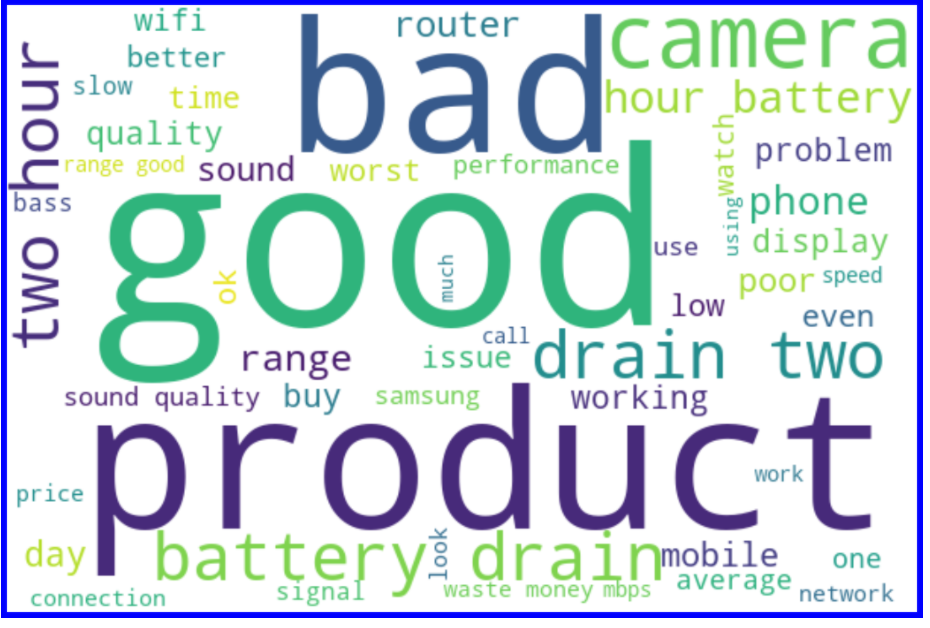 wifi
router
bad
camera
better
slow
time
hour battery
two hour
quality
watch
problem
range good
sound
worst
performance
bass
good
phone
using
use
display
much
ok
poor
speed
low
even
call
range
issue
drain two
sound quality
buy
samsung
working
product
price
work
day
battery drain
look
mobile
one
average
connection
signal
waste money
mbps
network